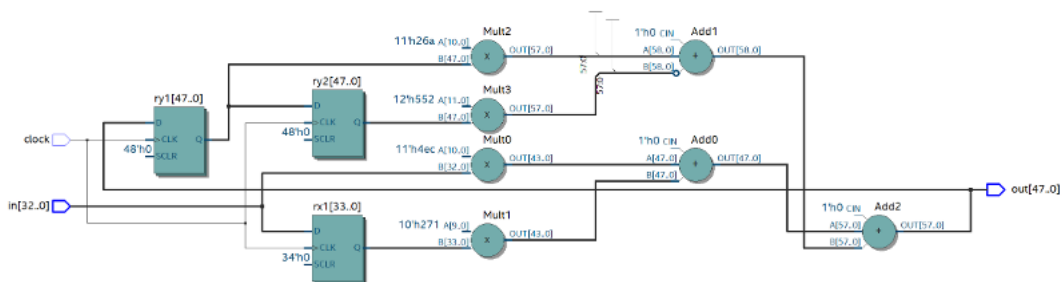 Mult2
Add1
1'h0 CIN
11'h26a A[10..0]
OUT[57..0]
A[58..0]
OUT[58..0]
B[47..0]
B[58..0]
57:0
57:0
ry1[47..0]
ry2[47..0]
Mult3
12'h552 A[11..0]
OUT[57..0]
B[47..0]
D
CLK
Q
48'h0
SCLR
D
CLK
Q
48'h0
SCLR
clock
Mult0
Add0
1'h0 CIN
11'h4ec A[10..0]
OUT[43..0]
A[47..0]
OUT[47..0]
B[32..0]
B[47..0]
in[32..0]
out[47..0]
rx1[33..0]
Mult1
Add2
1'h0 CIN
10'h271 A[9..0]
OUT[43..0]
A[57..0]
OUT[57..0]
B[33..0]
B[57..0]
D
CLK
Q
34'h0
SCLR
x
x
x
x
+
+
+